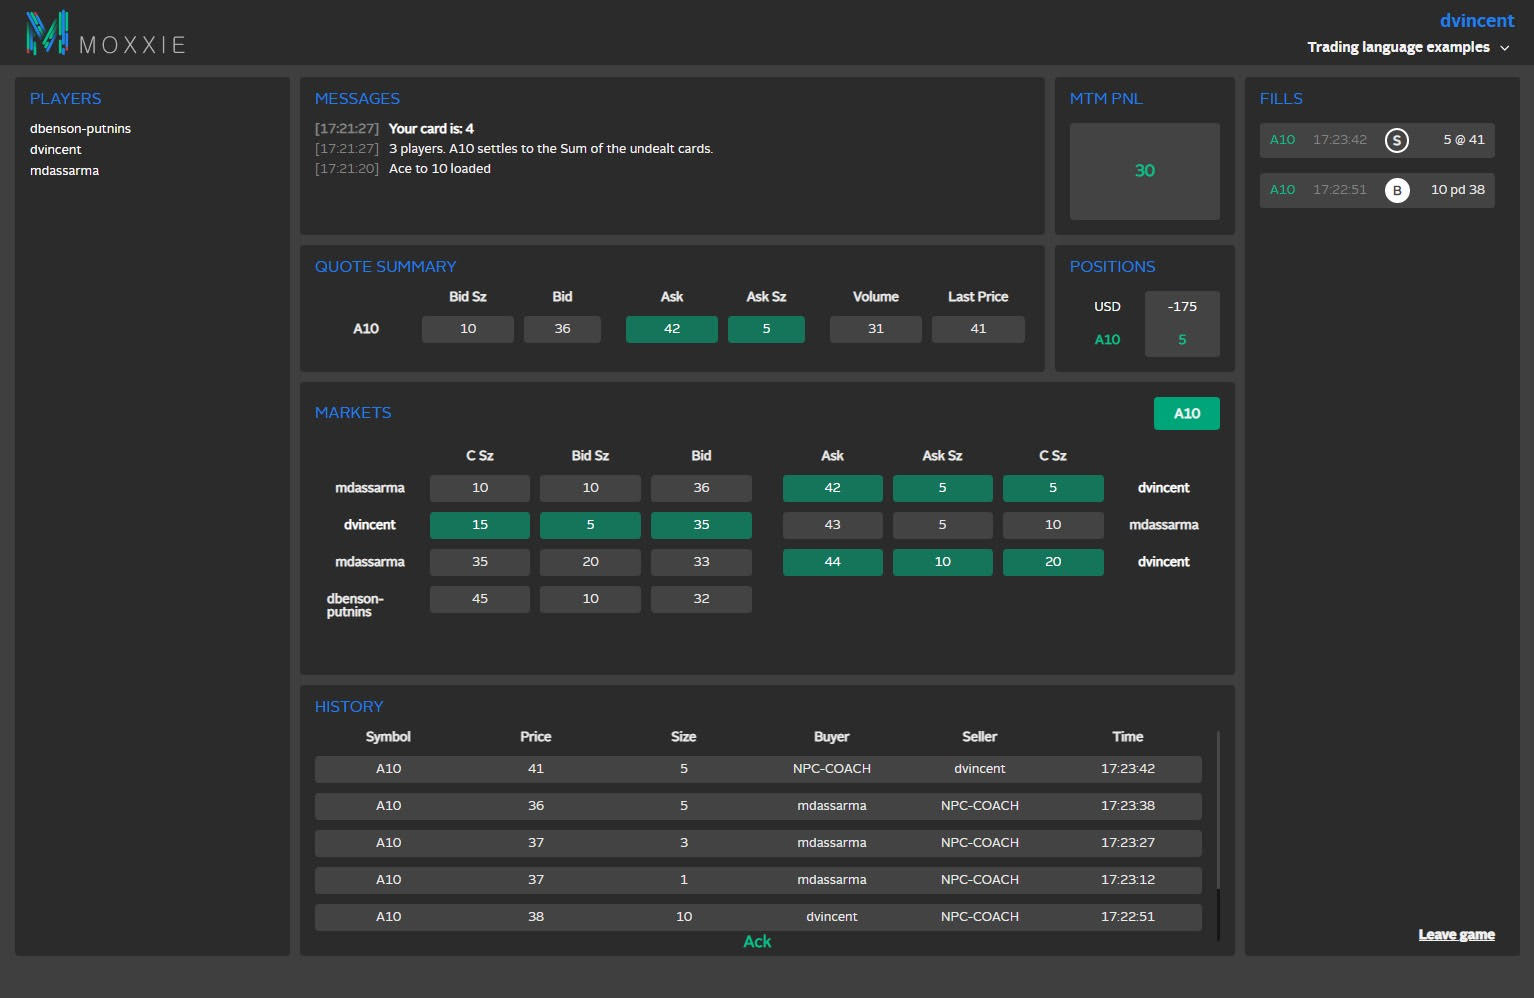 MOXXIE
dvincent
Trading language examples
PLAYERS
dbenson-putnins
dvincent
mdassarma
MESSAGES
[17:21:27] Your card is: 4
[17:21:27] 3 players. A10 settles to the Sum of the undealt cards.
[17:21:20] Ace to 10 loaded
MTM PNL
30
FILLS
A10 17:23:42 S 5 @ 41
A10 17:22:51 B 10 pd 38
QUOTE SUMMARY
Bid Sz Bid Ask Ask Sz Volume Last Price
A10 10 36 42 5 31 41
POSITIONS
USD -175
A10 5
MARKETS
A10
C Sz Bid Sz Bid Ask Ask Sz C Sz
mdassarma 10 10 36 42 5 5 dvincent
dvincent 15 5 35 43 5 10 mdassarma
mdassarma 35 20 33 44 10 20 dvincent
dbenson-
putnins 45 10 32
HISTORY
Symbol Price Size Buyer Seller Time
A10 41 5 NPC-COACH dvincent 17:23:42
A10 36 5 mdassarma NPC-COACH 17:23:38
A10 37 3 mdassarma NPC-COACH 17:23:27
A10 37 1 mdassarma NPC-COACH 17:23:12
A10 38 10 dvincent NPC-COACH 17:22:51
Ack
Leave game